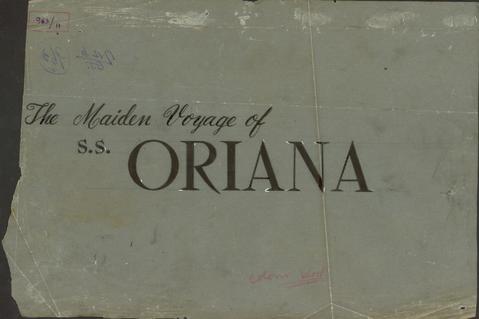 The Maiden Voyage of
S.S. ORIANA